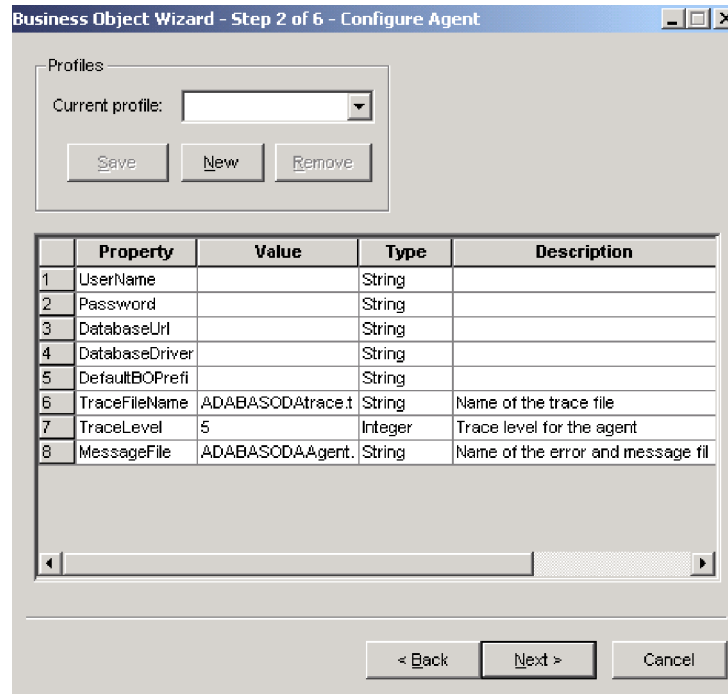 Business Object Wizard - Step 2 of 6 - Configure Agent
Profiles
Current profile:
Save New Remove
Property Value Type Description
1 UserName String
2 Password String
3 DatabaseUrl String
4 DatabaseDriver String
5 DefaultBOPrefi String
6 TraceFileName ADABASODAtrace.t String Name of the trace file
7 TraceLevel 5 Integer Trace level for the agent
8 MessageFile ADABASODAAgent. String Name of the error and message fil
< Back Next > Cancel